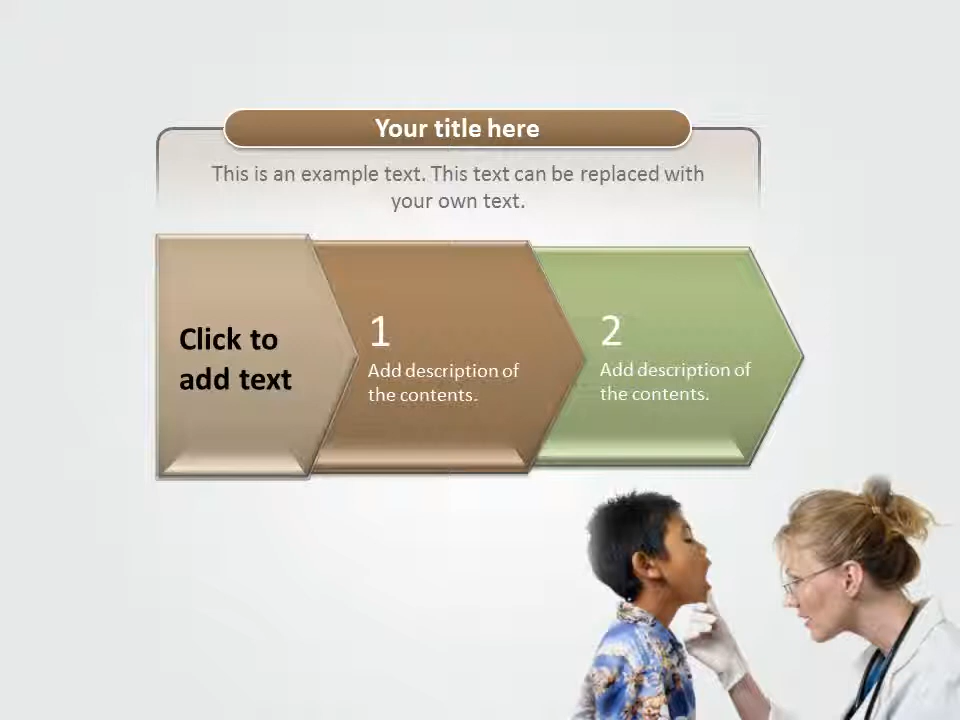 Your title here
This is an example text. This text can be replaced with
your own text.
Click to
add text
1
Add description of
the contents.
2
Add description of
the contents.